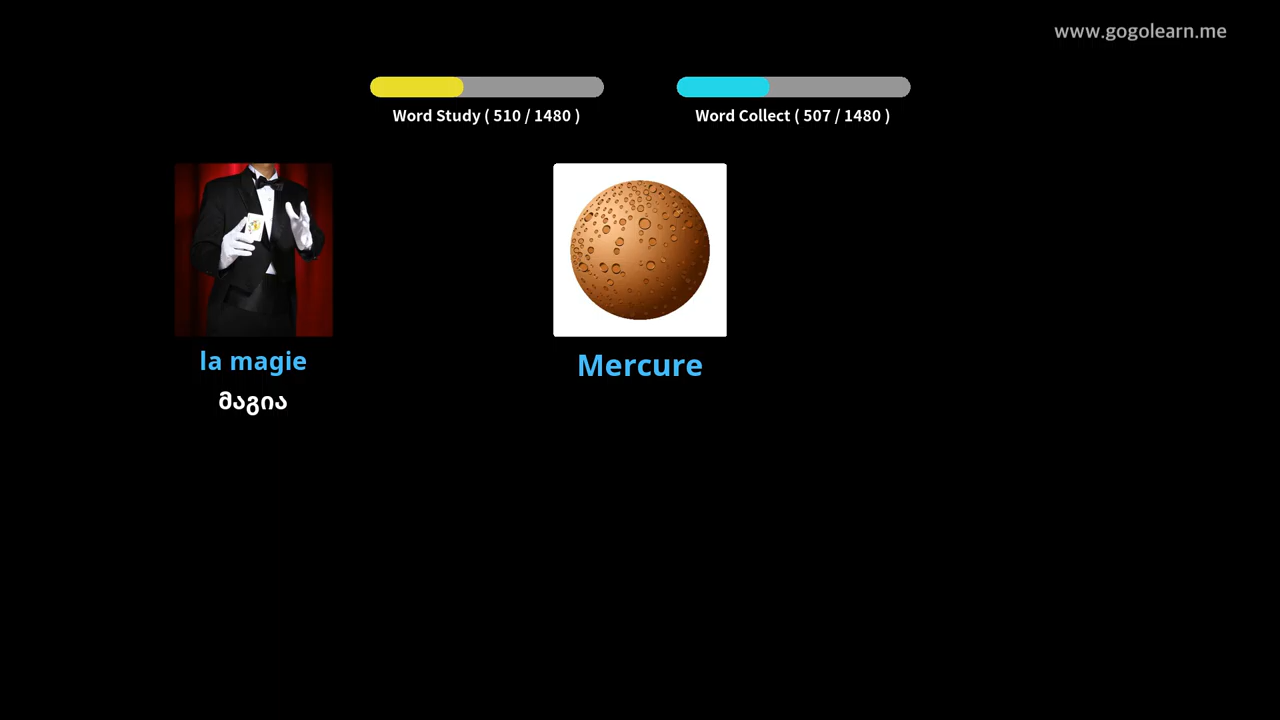 www.gogolearn.me
Word Study ( 510 / 1480 )
Word Collect ( 507 / 1480 )
la magie
მაგია
Mercure